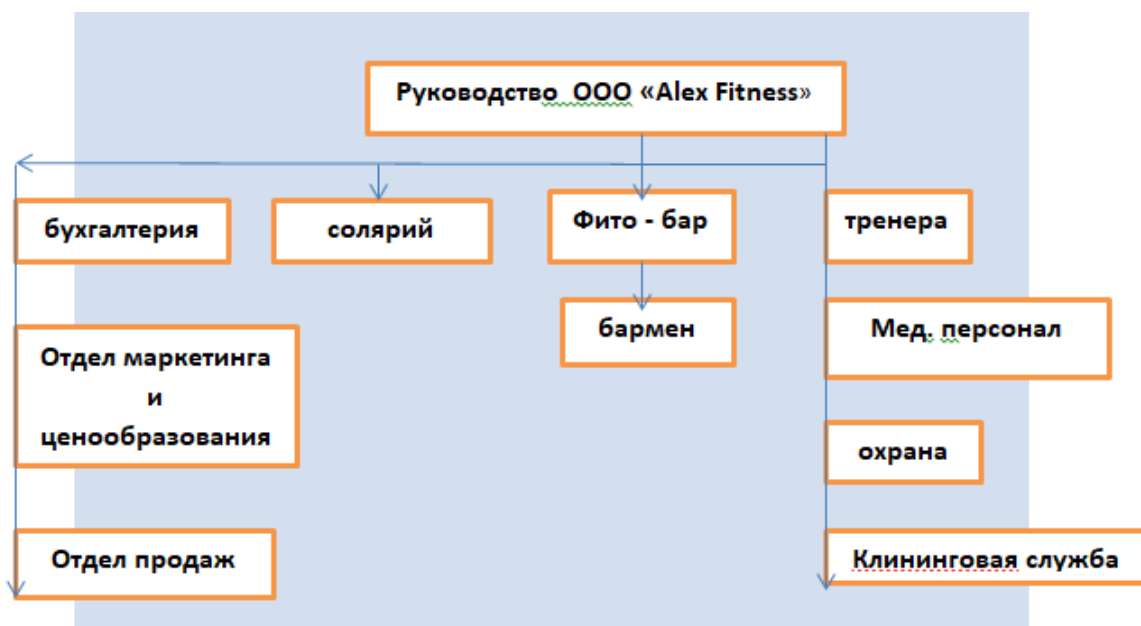 Руководство ООО «Alex Fitness»
бухгалтерия
солярий
Фито - бар
тренера
бармен
Мед. персонал
Отдел маркетинга
и
ценообразования
охрана
Отдел продаж
Клининговая служба